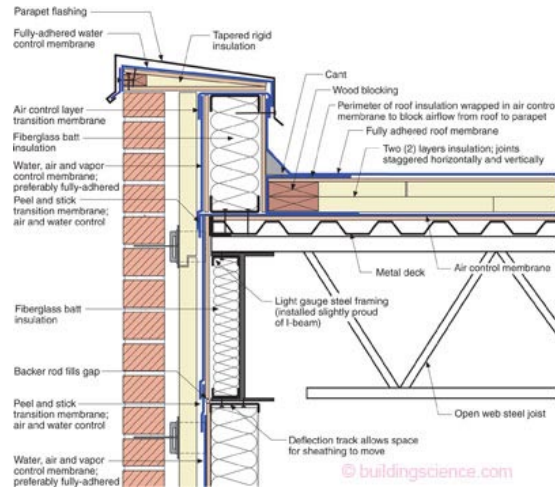 Parapet flashing
Fully-adhered water
control membrane
Tapered rigid
insulation
Cant
Wood blocking
Perimeter of roof insulation wrapped in air control
membrane to block airflow from roof to parapet
Fully adhered roof membrane
Two (2) layers insulation; joints
staggered horizontally and vertically
Air control layer
transition membrane
Fiberglass batt
insulation
Water, air and vapor
control membrane;
preferably fully-adhered
Peel and stick
transition membrane;
air and water control
Metal deck
Air control membrane
Light gauge steel framing
(installed slightly proud
of I-beam)
Fiberglass batt
insulation
Backer rod fills gap
Peel and stick
transition membrane;
air and water control
Open web steel joist
Deflection track allows space
for sheathing to move
Water, air and vapor
control membrane;
preferably fully-adhered
© buildingscience.com